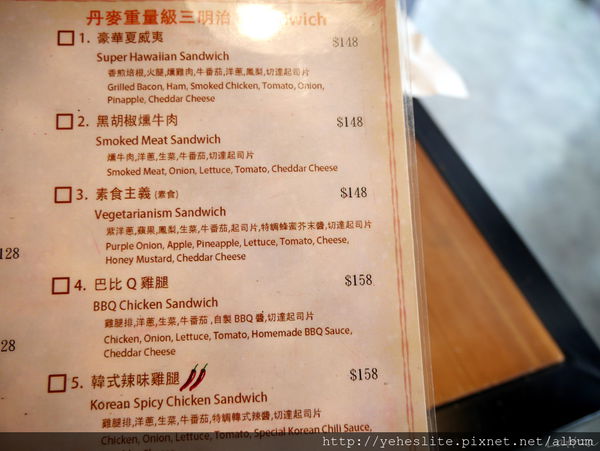 丹麥重量級三明治 Sandwich
1. 豪華夏威夷 $148
Super Hawaiian Sandwich
香煎培根,火腿,燻雞肉,牛番茄,洋蔥,鳳梨,切達起司片
Grilled Bacon, Ham, Smoked Chicken, Tomato, Onion,
Pinapple, Cheddar Cheese
2. 黑胡椒燻牛肉 $148
Smoked Meat Sandwich
燻牛肉,洋蔥,生菜,牛番茄,切達起司片
Smoked Meat, Onion, Lettuce, Tomato, Cheddar Cheese
3. 素食主義 (素食) $148
Vegetarianism Sandwich
紫洋蔥,蘋果,鳳梨,生菜,牛番茄,起司片,特調蜂蜜芥末醬,切達起司片
Purple Onion, Apple, Pineapple, Lettuce, Tomato, Cheese,
Honey Mustard, Cheddar Cheese
128
4. 巴比 Q 雞腿 $158
BBQ Chicken Sandwich
雞腿排,洋蔥,生菜,牛番茄,自製 BBQ 醬,切達起司片
Chicken, Onion, Lettuce, Tomato, Homemade BBQ Sauce,
Cheddar Cheese
28
5. 韓式辣味雞腿 $158
Korean Spicy Chicken Sandwich
雞腿排,洋蔥,生菜,牛番茄,特調韓式辣醬,切達起司片
Chicken, Onion, Lettuce, Tomato, Special Korean Chili Sauce,
http://yeheslite.pixnet.net/album